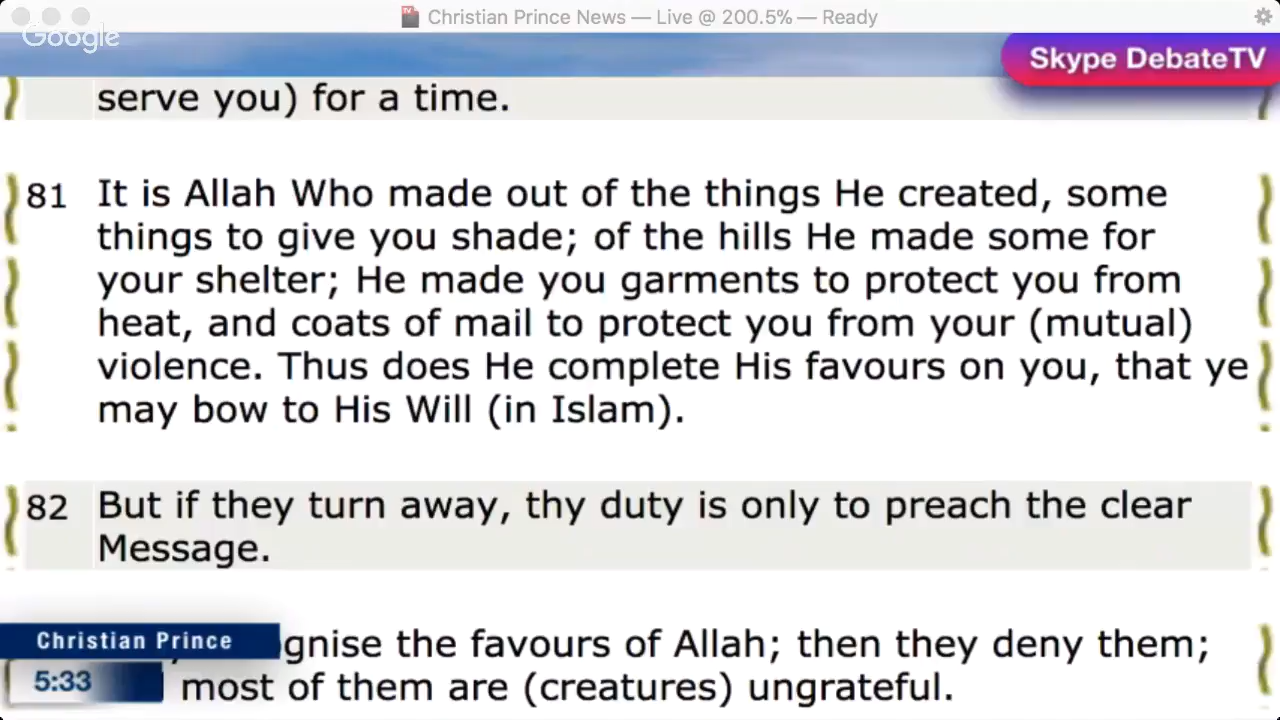 Christian Prince News — Live @ 200.5% — Ready
Google
Skype DebateTV
serve you) for a time.
81 It is Allah Who made out of the things He created, some
things to give you shade; of the hills He made some for
your shelter; He made you garments to protect you from
heat, and coats of mail to protect you from your (mutual)
violence. Thus does He complete His favours on you, that ye
may bow to His Will (in Islam).
82 But if they turn away, thy duty is only to preach the clear
Message.
Christian Prince
the favours of Allah; then they deny them;
5:33
most of them are (creatures) ungrateful.